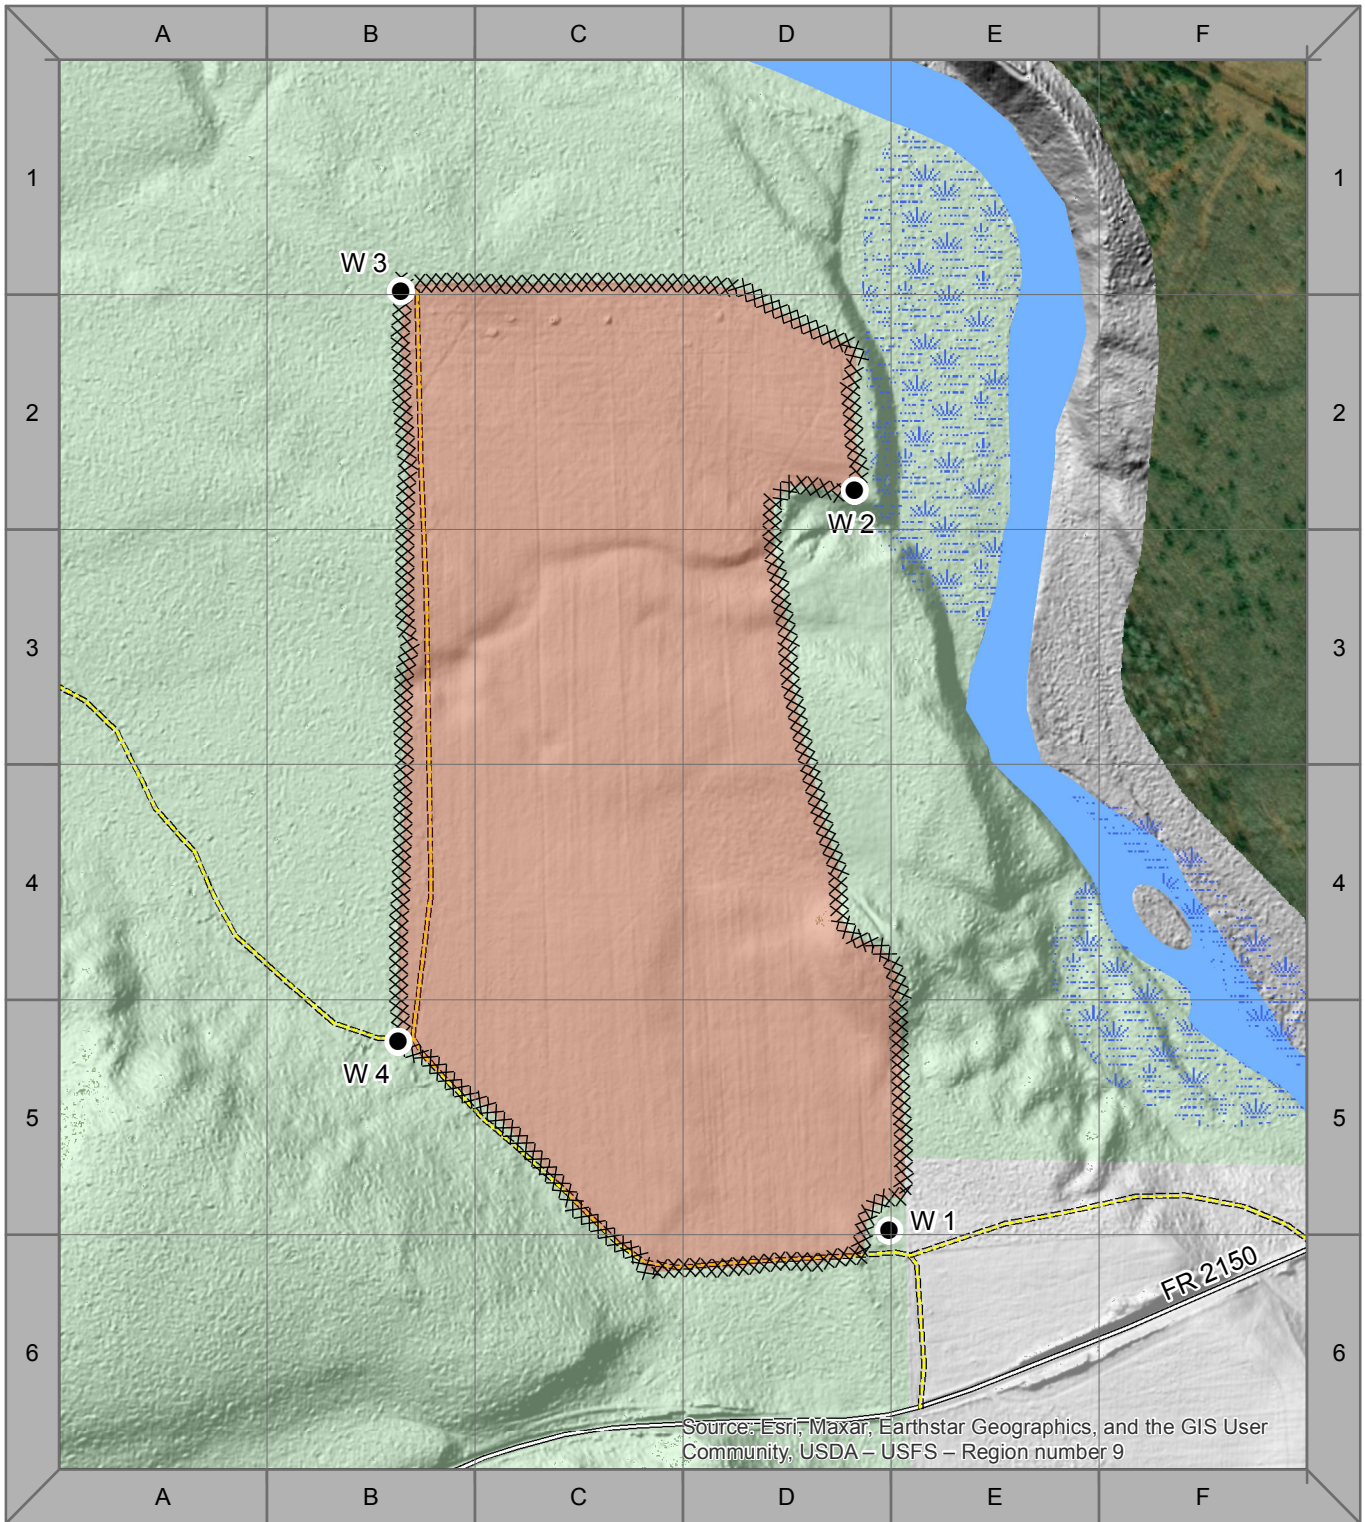 A B C D E F
1 1
W 3
2 2
W 2
3 3
4 4
W 4
5 5
W 1
FR 2150
6 6
Source: Esri, Maxar, Earthstar Geographics, and the GIS User
Community, USDA – USFS – Region number 9
A B C D E F